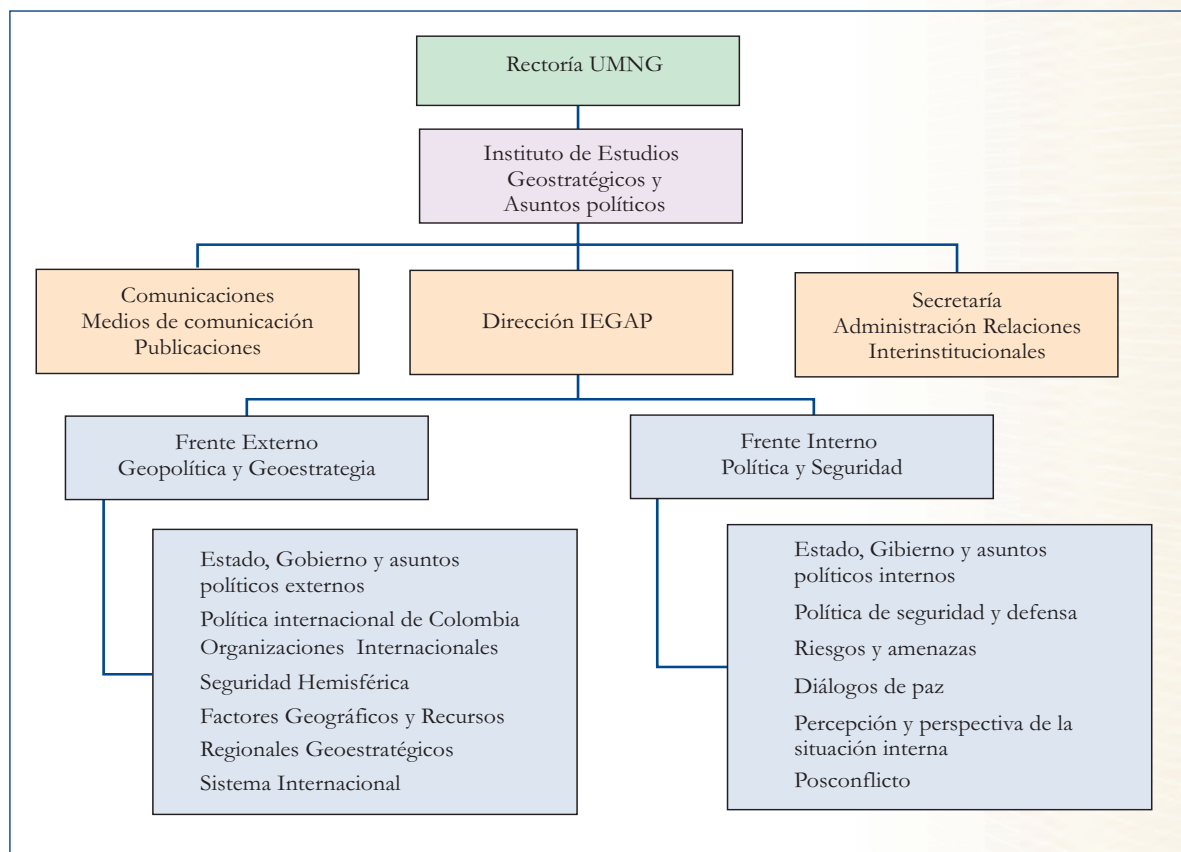 Rectoría UMNG
Instituto de Estudios
Geostratégicos y
Asuntos políticos
Comunicaciones
Medios de comunicación
Publicaciones
Dirección IEGAP
Secretaría
Administración Relaciones
Interinstitucionales
Frente Externo
Geopolítica y Geoestrategia
Frente Interno
Política y Seguridad
Estado, Gobierno y asuntos
políticos externos
Política internacional de Colombia
Organizaciones Internacionales
Seguridad Hemisférica
Factores Geográficos y Recursos
Regionales Geoestratégicos
Sistema Internacional
Estado, Gibierno y asuntos
políticos internos
Política de seguridad y defensa
Riesgos y amenazas
Diálogos de paz
Percepción y perspectiva de la
situación interna
Posconflicto